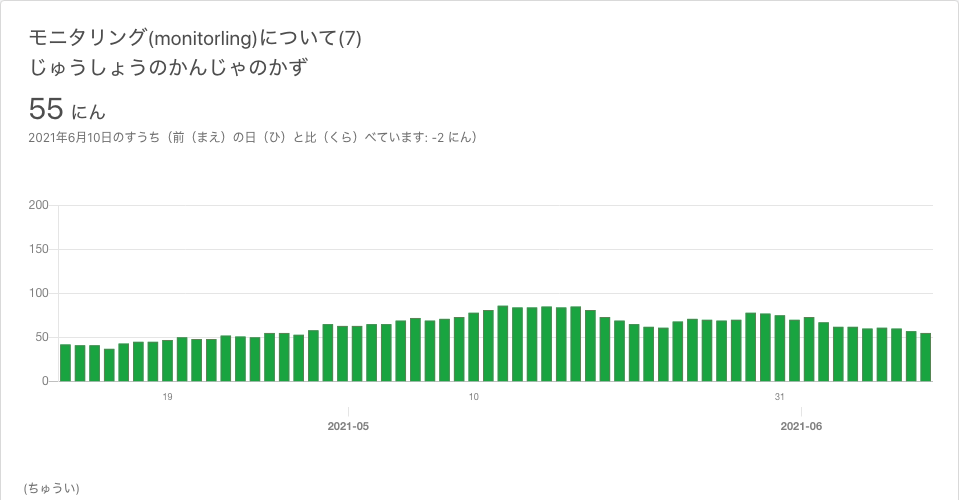 モニタリング(monitorling)について(7)
じゅうしょうのかんじゃのかず
55 にん
2021年6月10日のすうち（前（まえ）の日（ひ）と比（くら）べています: -2 にん）
200
150
100
50
0
19
10
31
2021-05
2021-06
(ちゅうい)